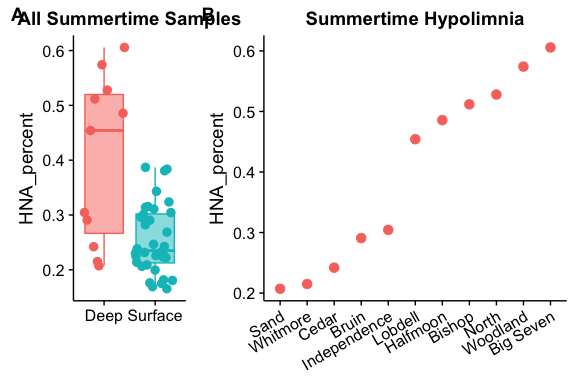 A
All Summertime Samples
HNA_percent
0.6
0.5
0.4
0.3
0.2
Deep
Surface
B
Summertime Hypolimnia
HNA_percent
0.6
0.5
0.4
0.3
0.2
Sand
Whitmore
Cedar
Bruin
Independence
Lobdell
Halfmoon
Bishop
North
Woodland
Big Seven